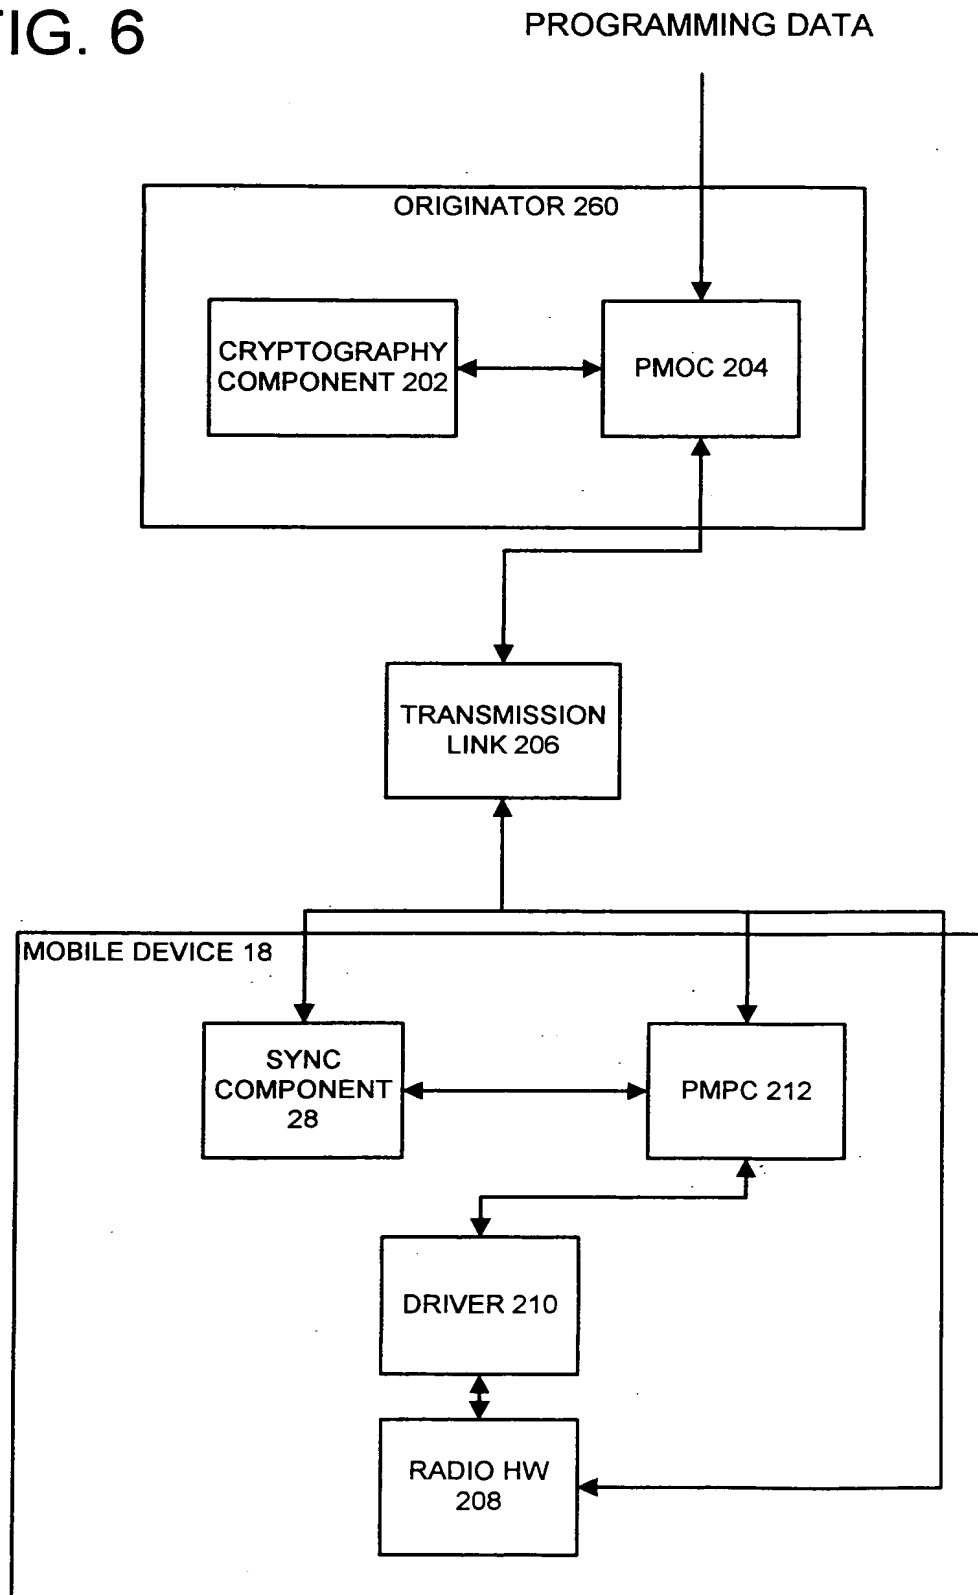 FIG. 6
PROGRAMMING DATA
ORIGINATOR 260
CRYPTOGRAPHY
COMPONENT 202
PMOC 204
TRANSMISSION
LINK 206
MOBILE DEVICE 18
SYNC
COMPONENT
28
PMPC 212
DRIVER 210
RADIO HW
208